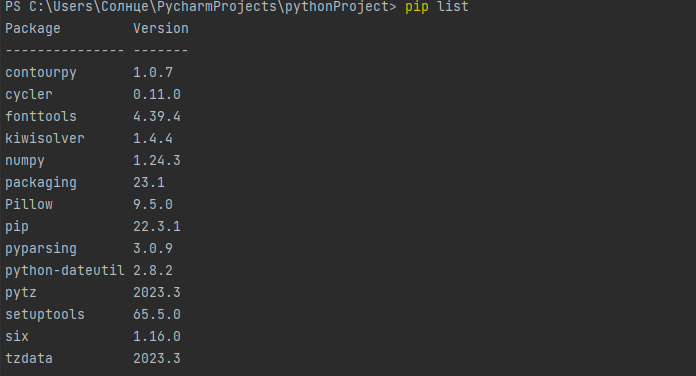 PS C:\Users\Солнце\PycharmProjects\pythonProject> pip list
Package         Version
--------------- -------
contourpy       1.0.7
cycler          0.11.0
fonttools       4.39.4
kiwisolver      1.4.4
numpy           1.24.3
packaging       23.1
Pillow          9.5.0
pip             22.3.1
pyparsing       3.0.9
python-dateutil 2.8.2
pytz            2023.3
setuptools      65.5.0
six             1.16.0
tzdata          2023.3